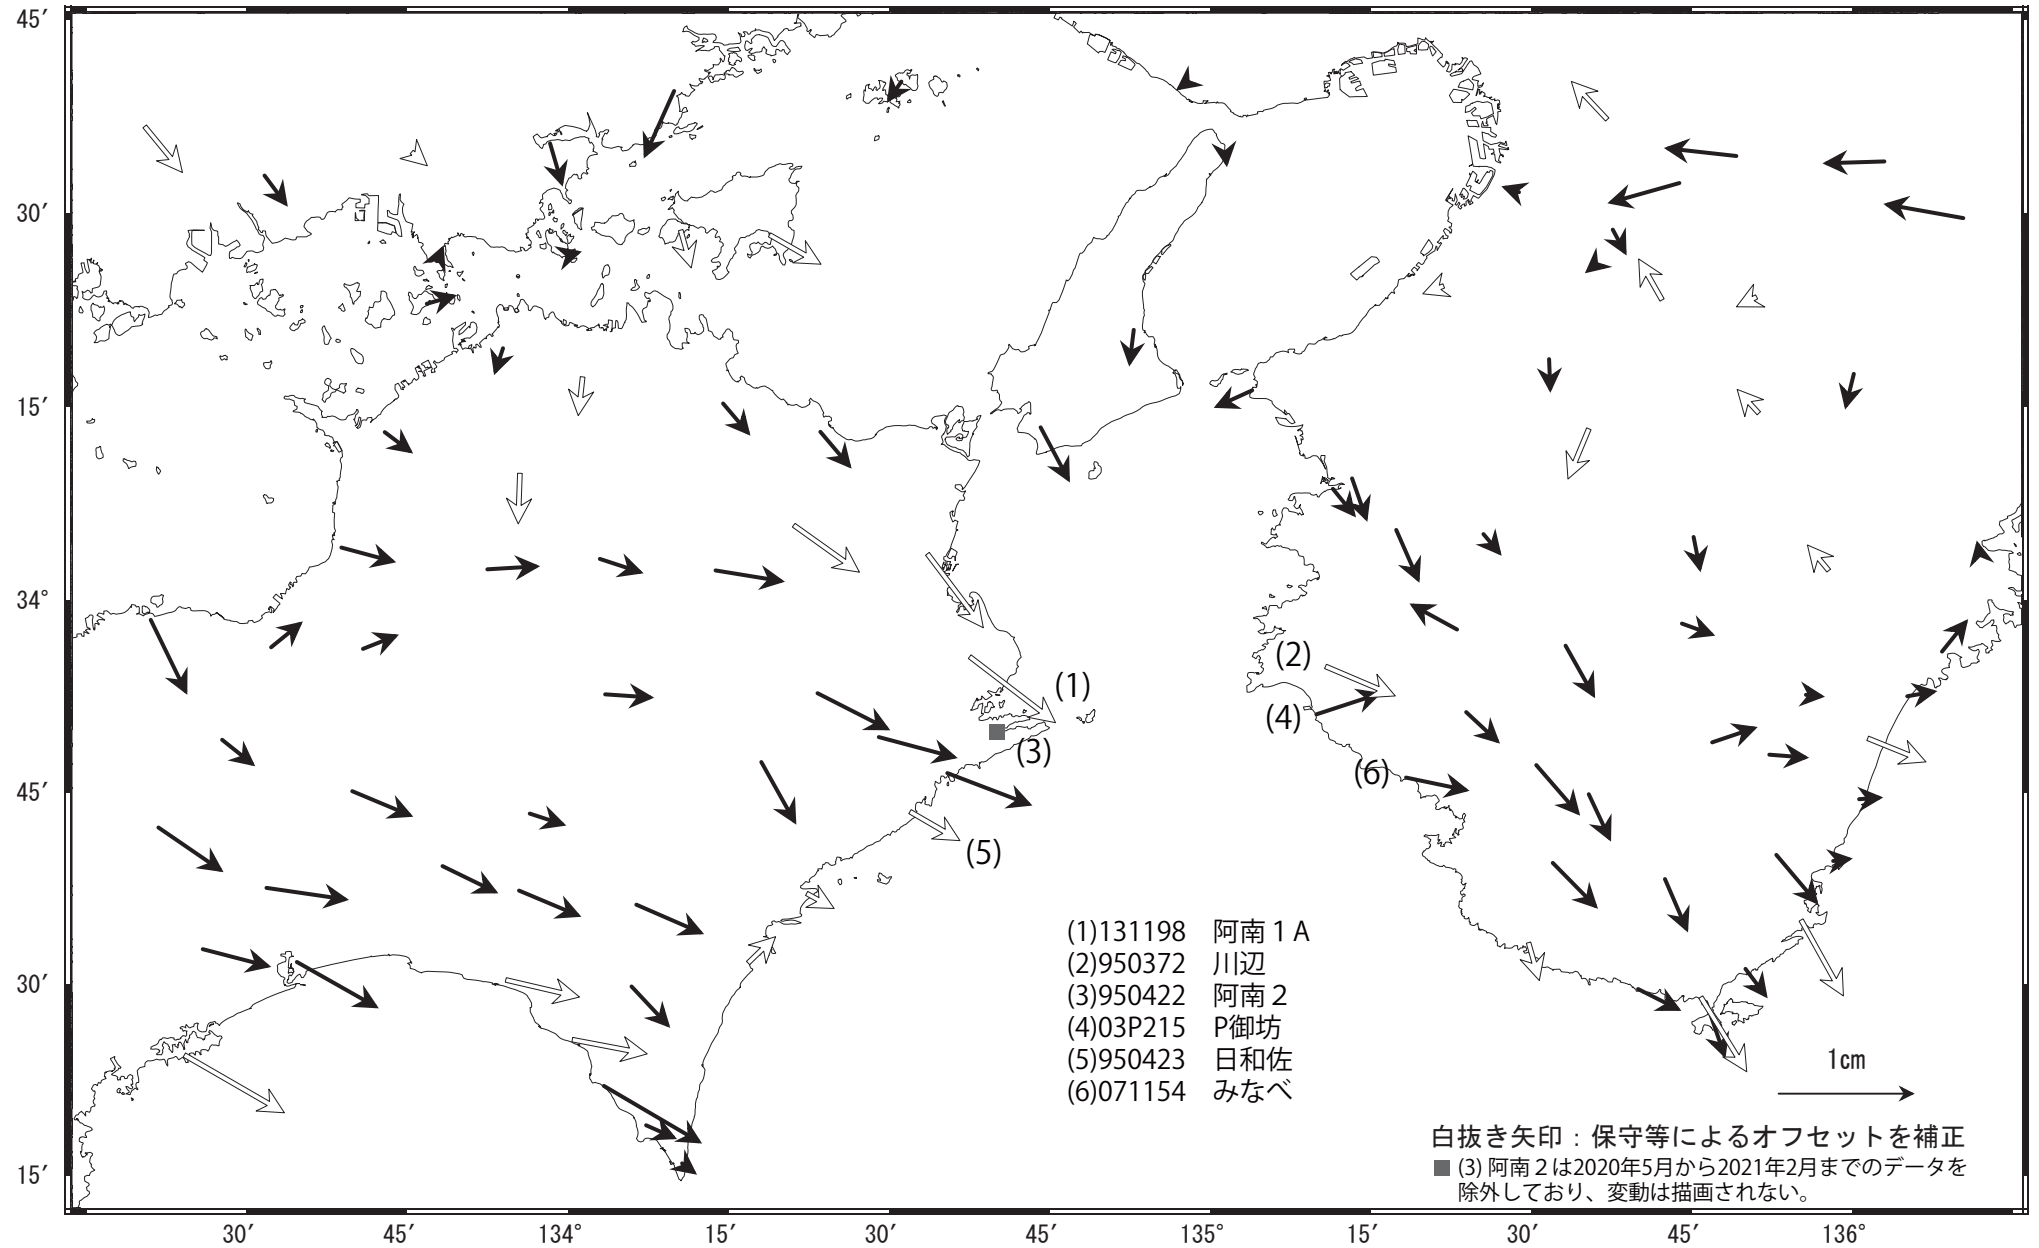 45′
30′
15′
34°
45′
30′
15′
(1)
(2)
(3)
(4)
(5)
(6)
(1)131198 阿南１A
(2)950372 川辺
(3)950422 阿南２
(4)03P215 P御坊
(5)950423 日和佐
(6)071154 みなべ
1cm
白抜き矢印：保守等によるオフセットを補正
(3) 阿南２は2020年5月から2021年2月までのデータを
除外しており、変動は描画されない。
30′ 45′ 134° 15′ 30′ 45′ 135° 15′ 30′ 45′ 136°